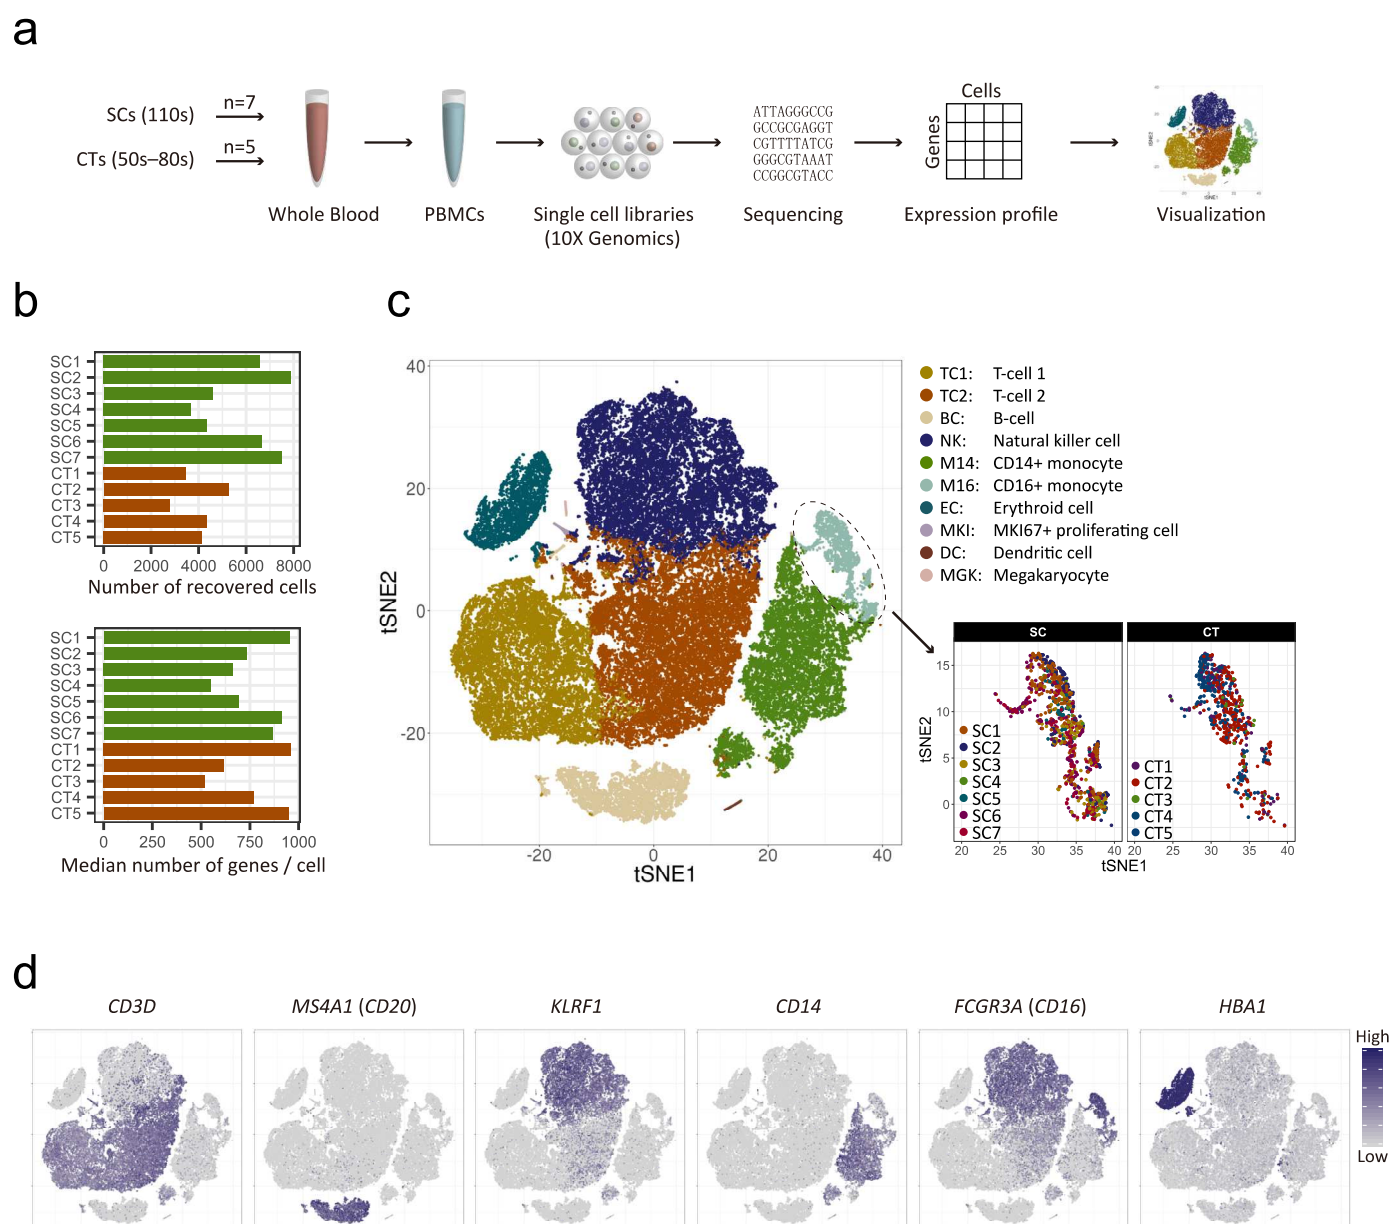 a
SCs (110s)
n=7
CTs (50s–80s)
n=5
Whole Blood
PBMCs
Single cell libraries
(10X Genomics)
ATTAGGGCCG
GCCGCGAGGT
CGTTTTATCG
GGGCGTAAAT
CCGGCGTACC
Sequencing
Cells
Genes
Expression profile
Visualization
b
SC1
SC2
SC3
SC4
SC5
SC6
SC7
CT1
CT2
CT3
CT4
CT5
0 2000 4000 6000 8000
Number of recovered cells
SC1
SC2
SC3
SC4
SC5
SC6
SC7
CT1
CT2
CT3
CT4
CT5
0 250 500 750 1000
Median number of genes / cell
c
40
20
0
-20
tSNE2
-20 0 20 40
tSNE1
TC1: T-cell 1
TC2: T-cell 2
BC: B-cell
NK: Natural killer cell
M14: CD14+ monocyte
M16: CD16+ monocyte
EC: Erythroid cell
MKI: MKI67+ proliferating cell
DC: Dendritic cell
MGK: Megakaryocyte
SC
CT
15
10
5
0
tSNE2
SC1
SC2
SC3
SC4
SC5
SC6
SC7
CT1
CT2
CT3
CT4
CT5
20 25 30 35 40
20 25 30 35 40
tSNE1
d
CD3D
MS4A1 (CD20)
KLRF1
CD14
FCGR3A (CD16)
HBA1
High
Low